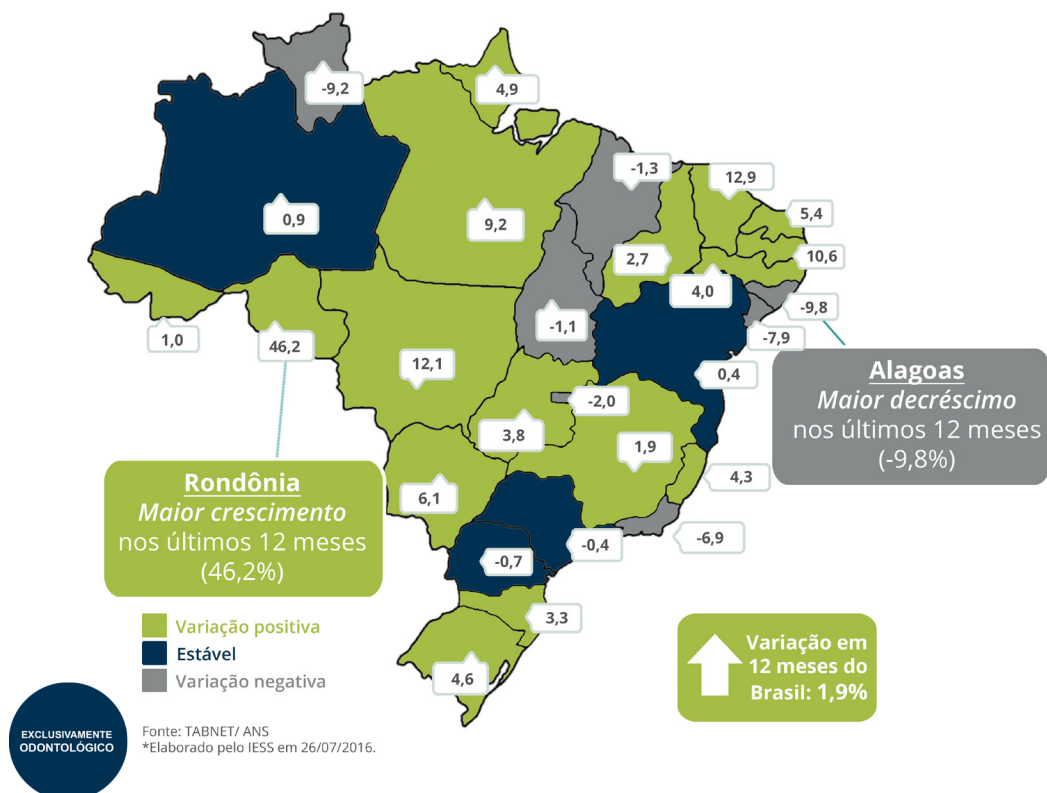 -9,2
4,9
-1,3
12,9
0,9
9,2
5,4
2,7
10,6
4,0
-9,8
1,0
46,2
-1,1
-7,9
12,1
0,4
-2,0
3,8
1,9
4,3
6,1
-0,7
-0,4
-6,9
3,3
4,6
Alagoas
Maior decréscimo
nos últimos 12 meses
(-9,8%)
Rondônia
Maior crescimento
nos últimos 12 meses
(46,2%)
Variação positiva
Estável
Variação negativa
Variação em
12 meses do
Brasil: 1,9%
EXCLUSIVAMENTE
ODONTOLÓGICO
Fonte: TABNET/ ANS
*Elaborado pelo IESS em 26/07/2016.